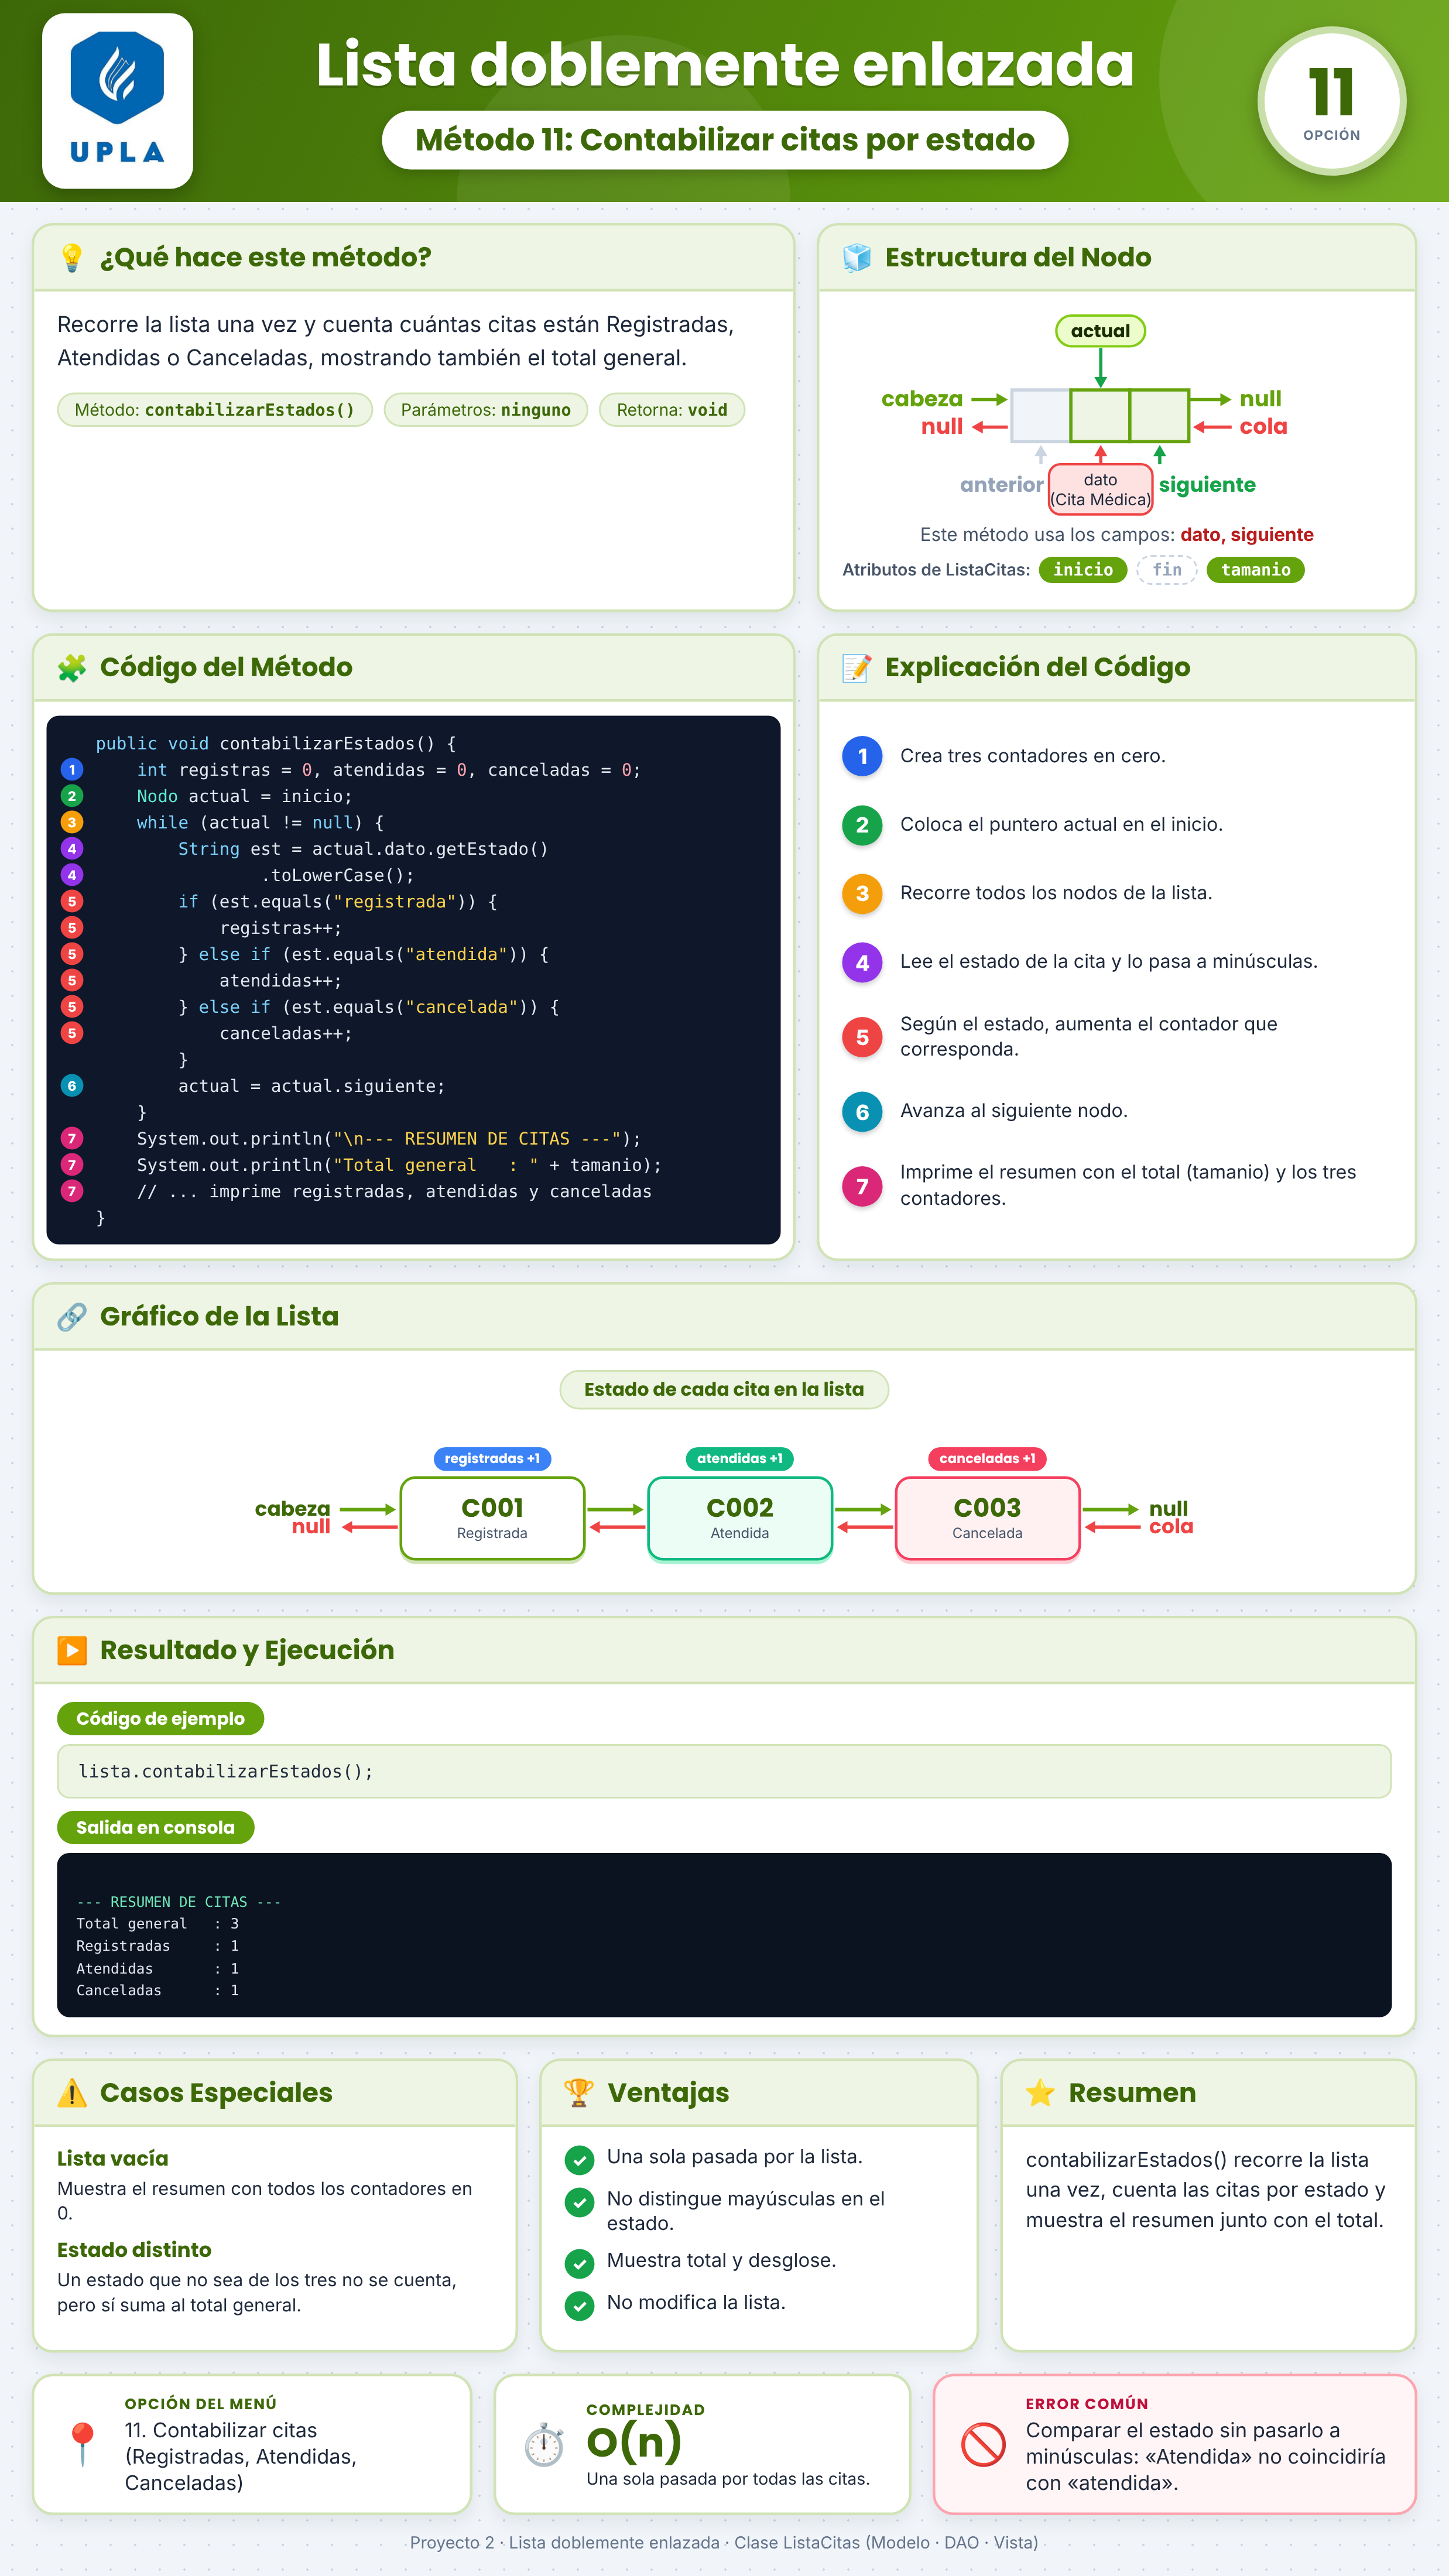 UPLA
Lista doblemente enlazada
Método 11: Contabilizar citas por estado
11
OPCIÓN
¿Qué hace este método?
Recorre la lista una vez y cuenta cuántas citas están Registradas,
Atendidas o Canceladas, mostrando también el total general.
Método: contabilizarEstados()
Parámetros: ninguno
Retorna: void
Estructura del Nodo
actual
cabeza
null
null
cola
anterior
dato
(Cita Médica)
siguiente
Este método usa los campos: dato, siguiente
Atributos de ListaCitas: inicio fin tamanio
Código del Método
public void contabilizarEstados() {
1 int registras = 0, atendidas = 0, canceladas = 0;
2 Nodo actual = inicio;
3 while (actual != null) {
4 String est = actual.dato.getEstado()
4 .toLowerCase();
5 if (est.equals("registrada")) {
5 registras++;
5 } else if (est.equals("atendida")) {
5 atendidas++;
5 } else if (est.equals("cancelada")) {
5 canceladas++;
}
6 actual = actual.siguiente;
}
7 System.out.println("\n--- RESUMEN DE CITAS ---");
7 System.out.println("Total general   : " + tamanio);
7 // ... imprime registradas, atendidas y canceladas
}
Explicación del Código
1 Crea tres contadores en cero.
2 Coloca el puntero actual en el inicio.
3 Recorre todos los nodos de la lista.
4 Lee el estado de la cita y lo pasa a minúsculas.
5 Según el estado, aumenta el contador que
corresponda.
6 Avanza al siguiente nodo.
7 Imprime el resumen con el total (tamanio) y los tres
contadores.
Gráfico de la Lista
Estado de cada cita en la lista
registradas +1
atendidas +1
canceladas +1
cabeza
null
C001
Registrada
C002
Atendida
C003
Cancelada
null
cola
Resultado y Ejecución
Código de ejemplo
lista.contabilizarEstados();
Salida en consola
--- RESUMEN DE CITAS ---
Total general   : 3
Registradas     : 1
Atendidas       : 1
Canceladas      : 1
Casos Especiales
Lista vacía
Muestra el resumen con todos los contadores en
0.
Estado distinto
Un estado que no sea de los tres no se cuenta,
pero sí suma al total general.
Ventajas
Una sola pasada por la lista.
No distingue mayúsculas en el
estado.
Muestra total y desglose.
No modifica la lista.
Resumen
contabilizarEstados() recorre la lista
una vez, cuenta las citas por estado y
muestra el resumen junto con el total.
OPCIÓN DEL MENÚ
11. Contabilizar citas
(Registradas, Atendidas,
Canceladas)
COMPLEJIDAD
O(n)
Una sola pasada por todas las citas.
ERROR COMÚN
Comparar el estado sin pasarlo a
minúsculas: «Atendida» no coincidiría
con «atendida».
Proyecto 2 · Lista doblemente enlazada · Clase ListaCitas (Modelo · DAO · Vista)